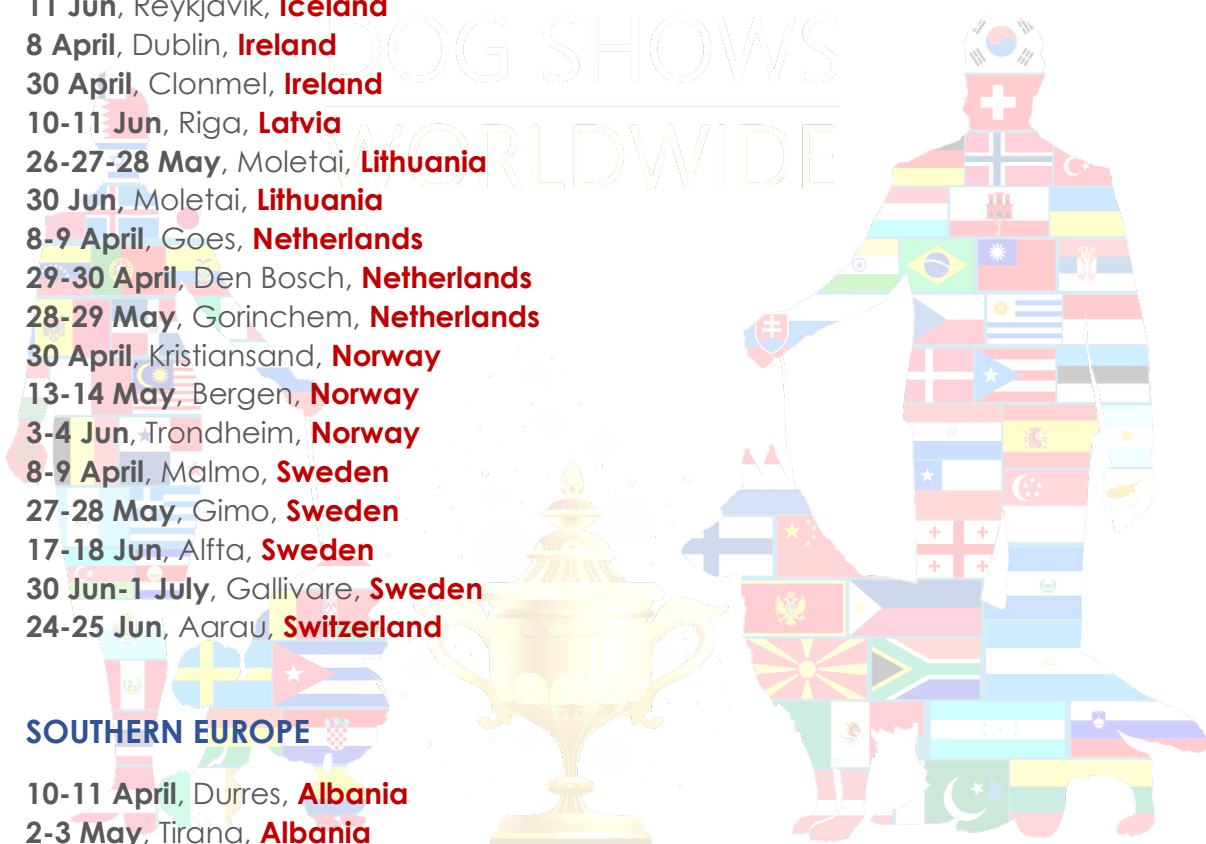 11 Jun, Reykjavik, Iceland
8 April, Dublin, Ireland
30 April, Clonmel, Ireland
10-11 Jun, Riga, Latvia
26-27-28 May, Moletai, Lithuania
30 Jun, Moletai, Lithuania
8-9 April, Goes, Netherlands
29-30 April, Den Bosch, Netherlands
28-29 May, Gorinchem, Netherlands
30 April, Kristiansand, Norway
13-14 May, Bergen, Norway
3-4 Jun, Trondheim, Norway
8-9 April, Malmo, Sweden
27-28 May, Gimo, Sweden
17-18 Jun, Alfta, Sweden
30 Jun-1 July, Gallivare, Sweden
24-25 Jun, Aarau, Switzerland
SOUTHERN EUROPE
10-11 April, Durres, Albania
2-3 May, Tirana, Albania
DOG SHOWS
WORLDWIDE